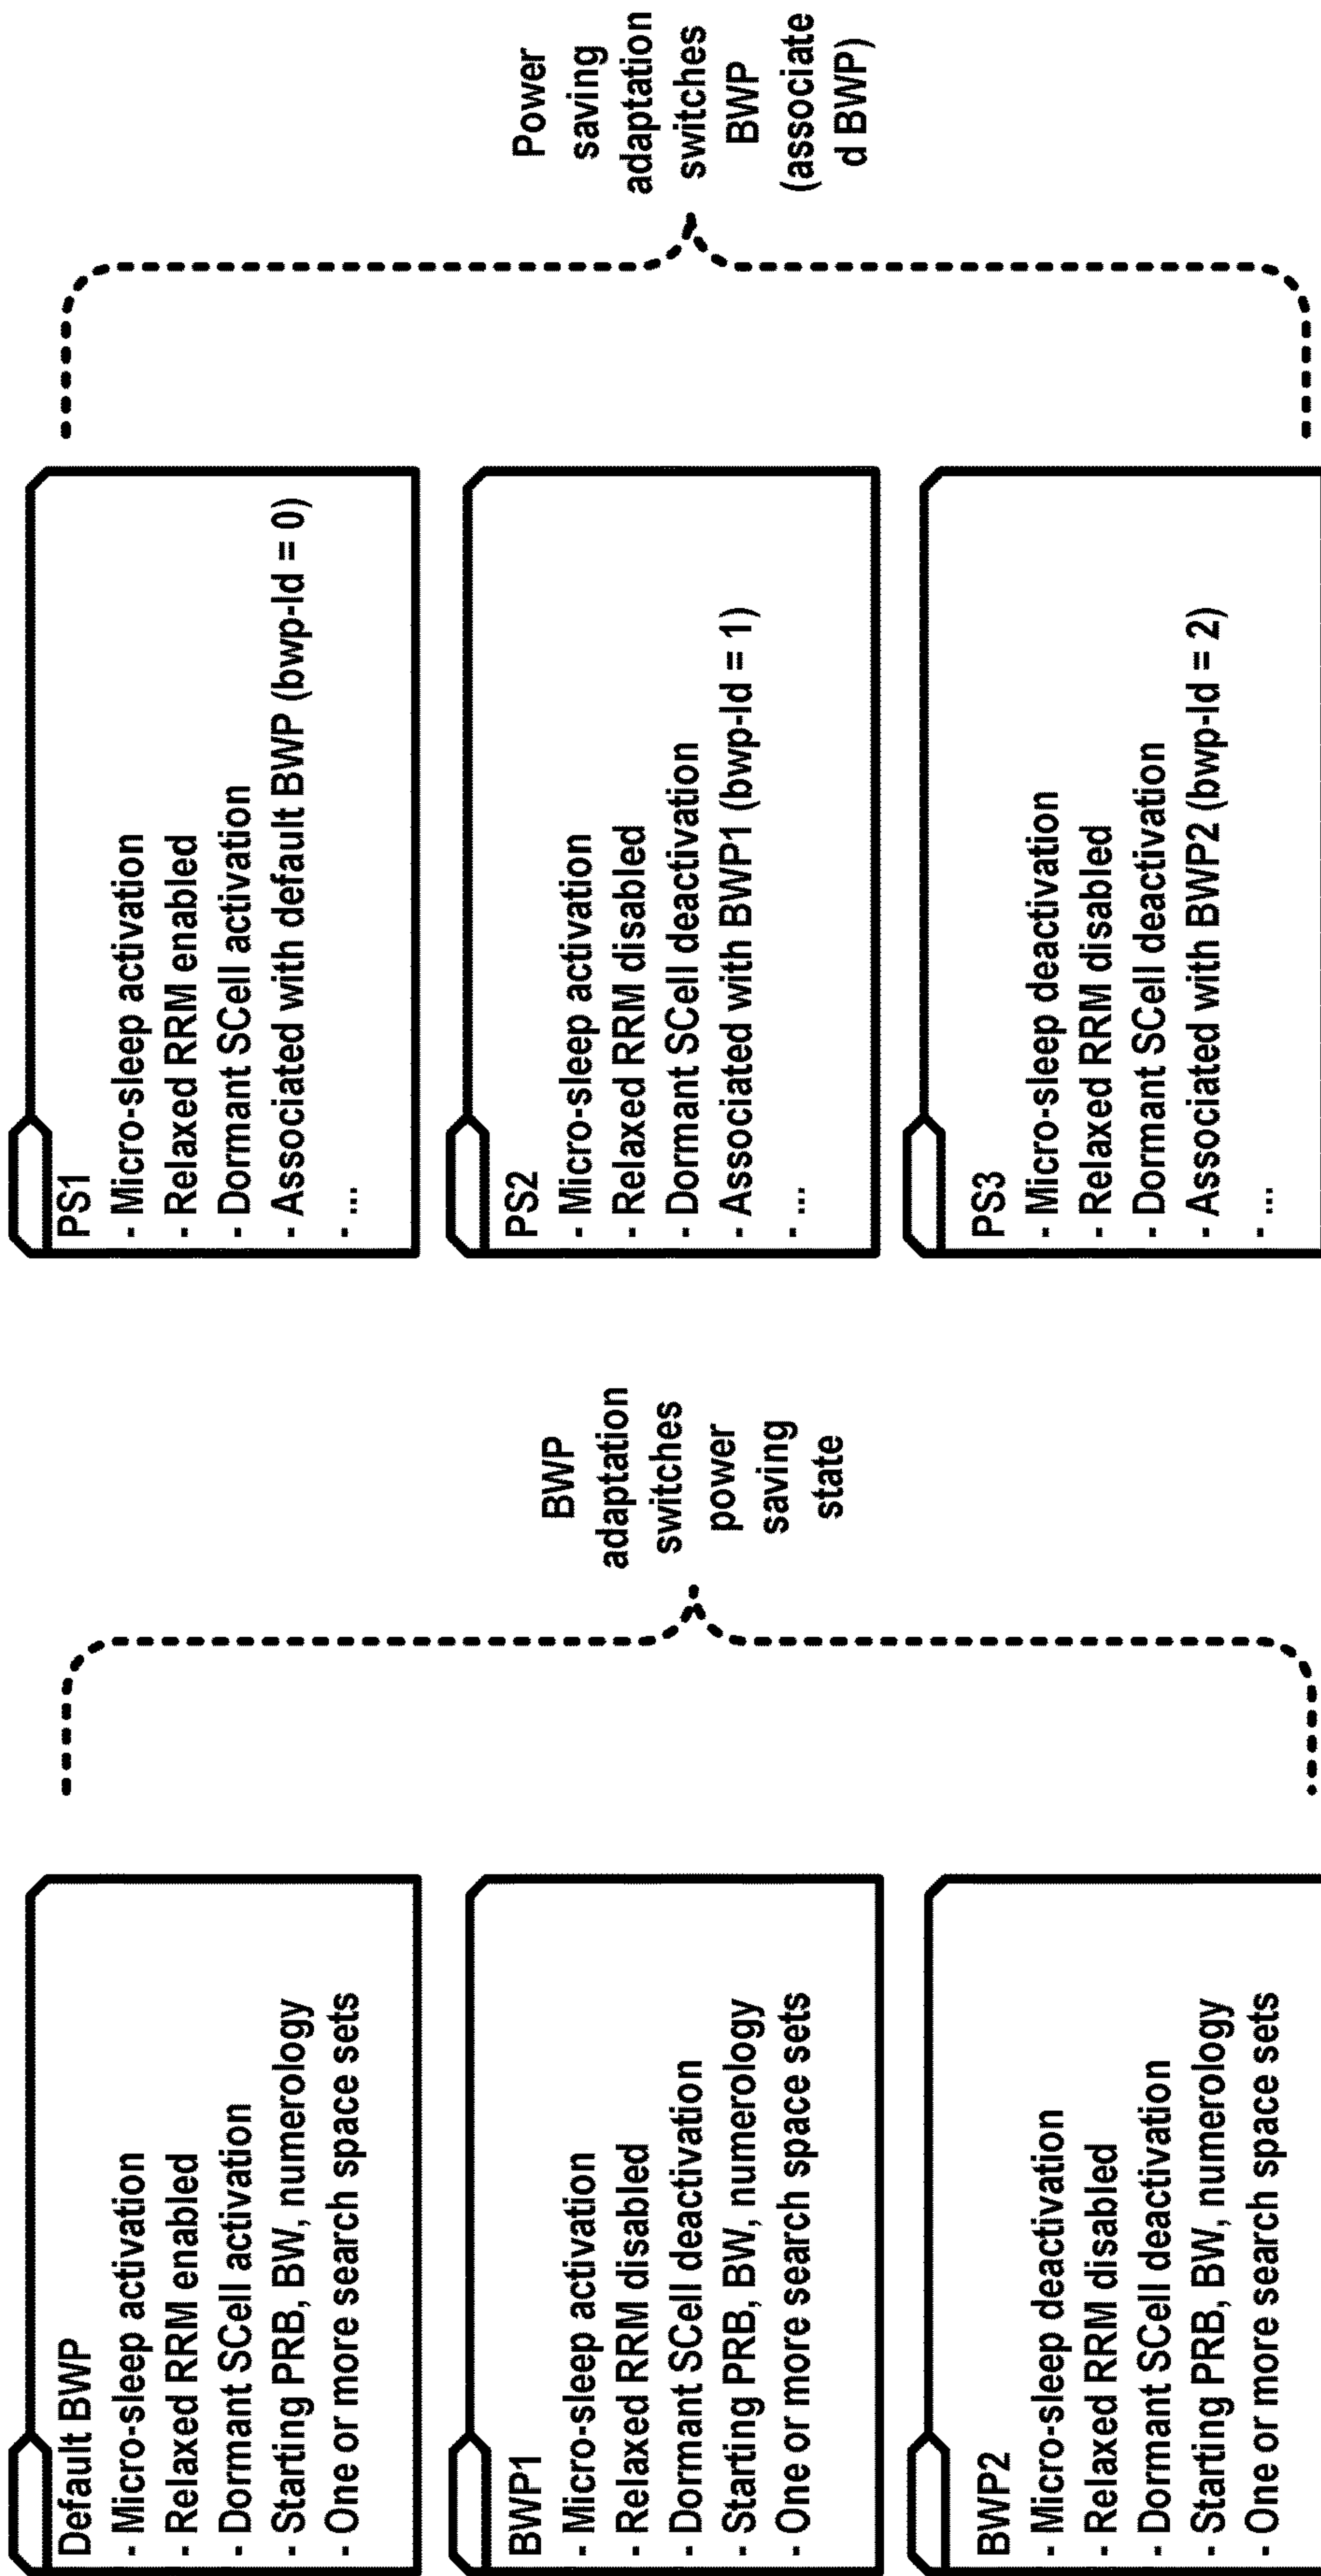 Default BWP
- Micro-sleep activation
- Relaxed RRM enabled
- Dormant SCell activation
- Starting PRB, BW, numerology
- One or more search space sets
BWP1
- Micro-sleep activation
- Relaxed RRM disabled
- Dormant SCell deactivation
- Starting PRB, BW, numerology
- One or more search space sets
BWP2
- Micro-sleep deactivation
- Relaxed RRM disabled
- Dormant SCell deactivation
- Starting PRB, BW, numerology
- One or more search space sets
BWP
adaptation
switches
power
saving
state
PS1
- Micro-sleep activation
- Relaxed RRM enabled
- Dormant SCell activation
- Associated with default BWP (bwp-Id = 0)
- ...
PS2
- Micro-sleep activation
- Relaxed RRM disabled
- Dormant SCell deactivation
- Associated with BWP1 (bwp-Id = 1)
- ...
PS3
- Micro-sleep deactivation
- Relaxed RRM disabled
- Dormant SCell deactivation
- Associated with BWP2 (bwp-Id = 2)
- ...
Power
saving
adaptation
switches
BWP
(associate
d BWP)